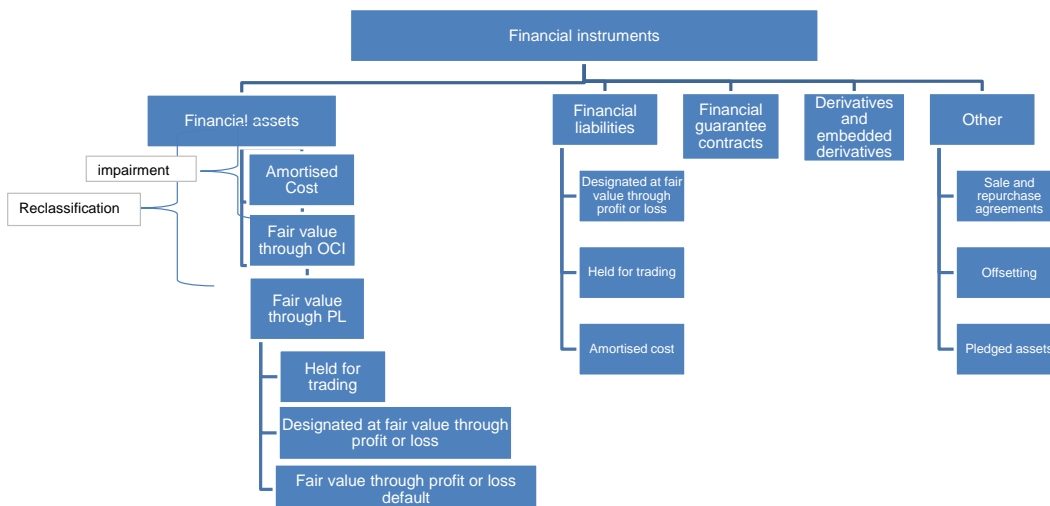 Financial instruments
Financial assets
Financial
liabilities
Financial
guarantee
contracts
Derivatives
and
embedded
derivatives
Other
impairment
Reclassification
Amortised
Cost
Fair value
through OCI
Fair value
through PL
Held for
trading
Designated at fair value through
profit or loss
Fair value through profit or loss
default
Designated at fair
value through
profit or loss
Held for trading
Amortised cost
Sale and
repurchase
agreements
Offsetting
Pledged assets